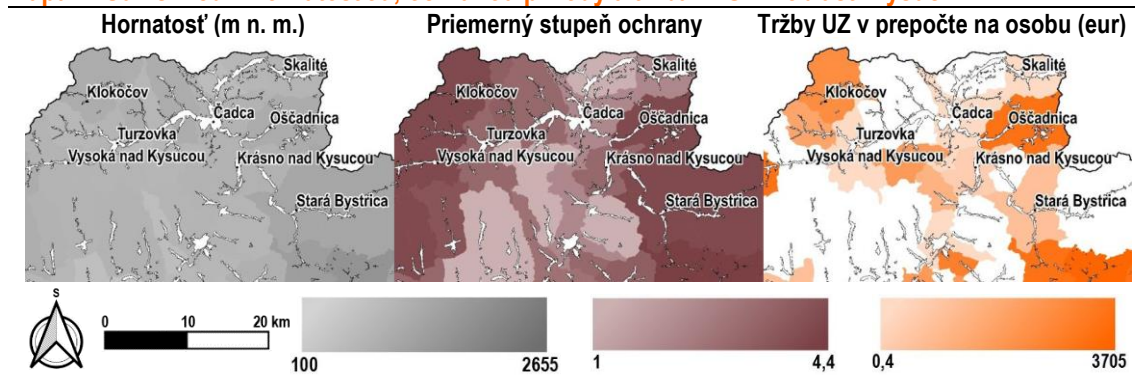 Hornatosť (m n. m.)
Priemerný stupeň ochrany
Tržby UZ v prepočte na osobu (eur)
Skalité
Klokočov
Čadca
Oščadnica
Turzovka
Vysoká nad Kysucou
Krásno nad Kysucou
Stará Bystrica
Skalité
Klokočov
Čadca
Oščadnica
Turzovka
Vysoká nad Kysucou
Krásno nad Kysucou
Stará Bystrica
Skalité
Klokočov
Čadca
Oščadnica
Turzovka
Vysoká nad Kysucou
Krásno nad Kysucou
Stará Bystrica
S
0 10 20 km
100 2655
1 4,4
0,4 3705